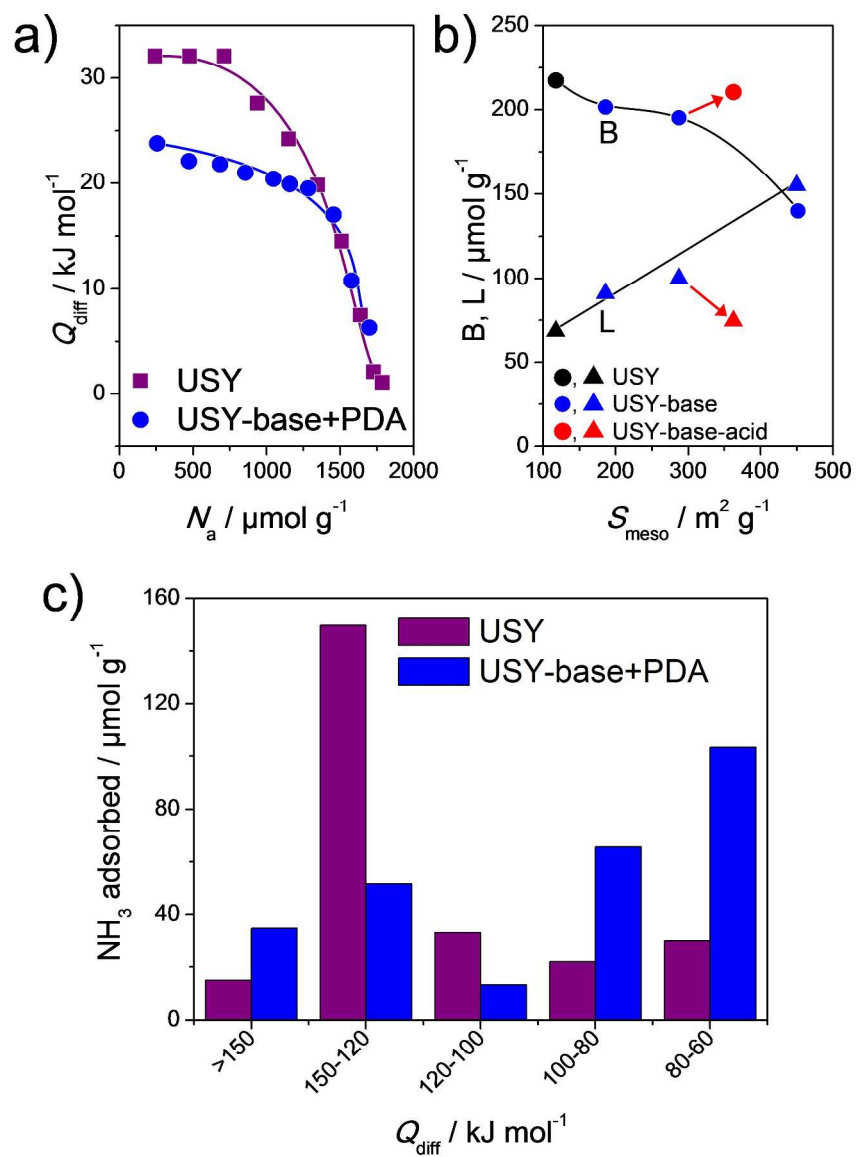 a)
30
20
10
0
Q_diff / kJ mol⁻¹
USY
USY-base+PDA
0 500 1000 1500 2000
N_a / µmol g⁻¹
b)
250
200
150
100
50
0
B, L / µmol g⁻¹
B
L
USY
, USY-base
, USY-base-acid
100 200 300 400 500
S_meso / m² g⁻¹
c)
160
120
80
40
0
NH₃ adsorbed / µmol g⁻¹
USY
USY-base+PDA
>150 150-120 120-100 100-80 80-60
Q_diff / kJ mol⁻¹